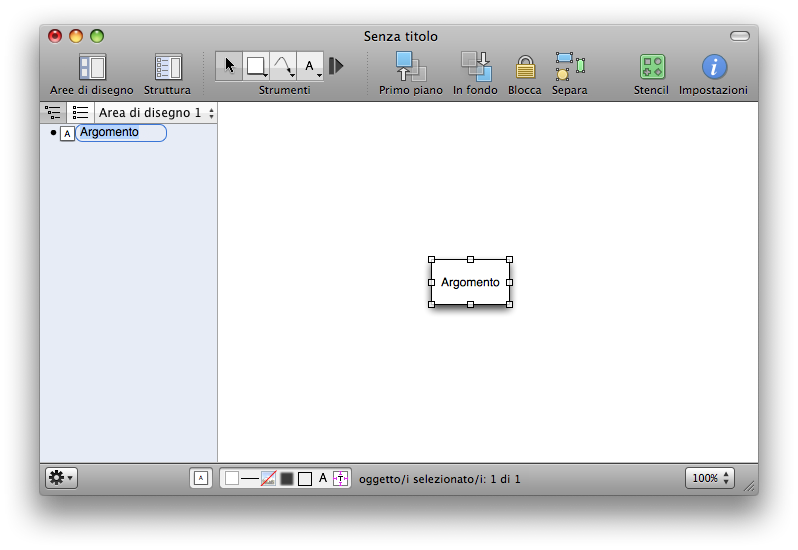 Senza titolo
Aree di disegno Struttura Strumenti Primo piano In fondo Blocca Separa Stencil Impostazioni
Area di disegno 1
Argomento
Argomento
oggetto/i selezionato/i: 1 di 1 100%